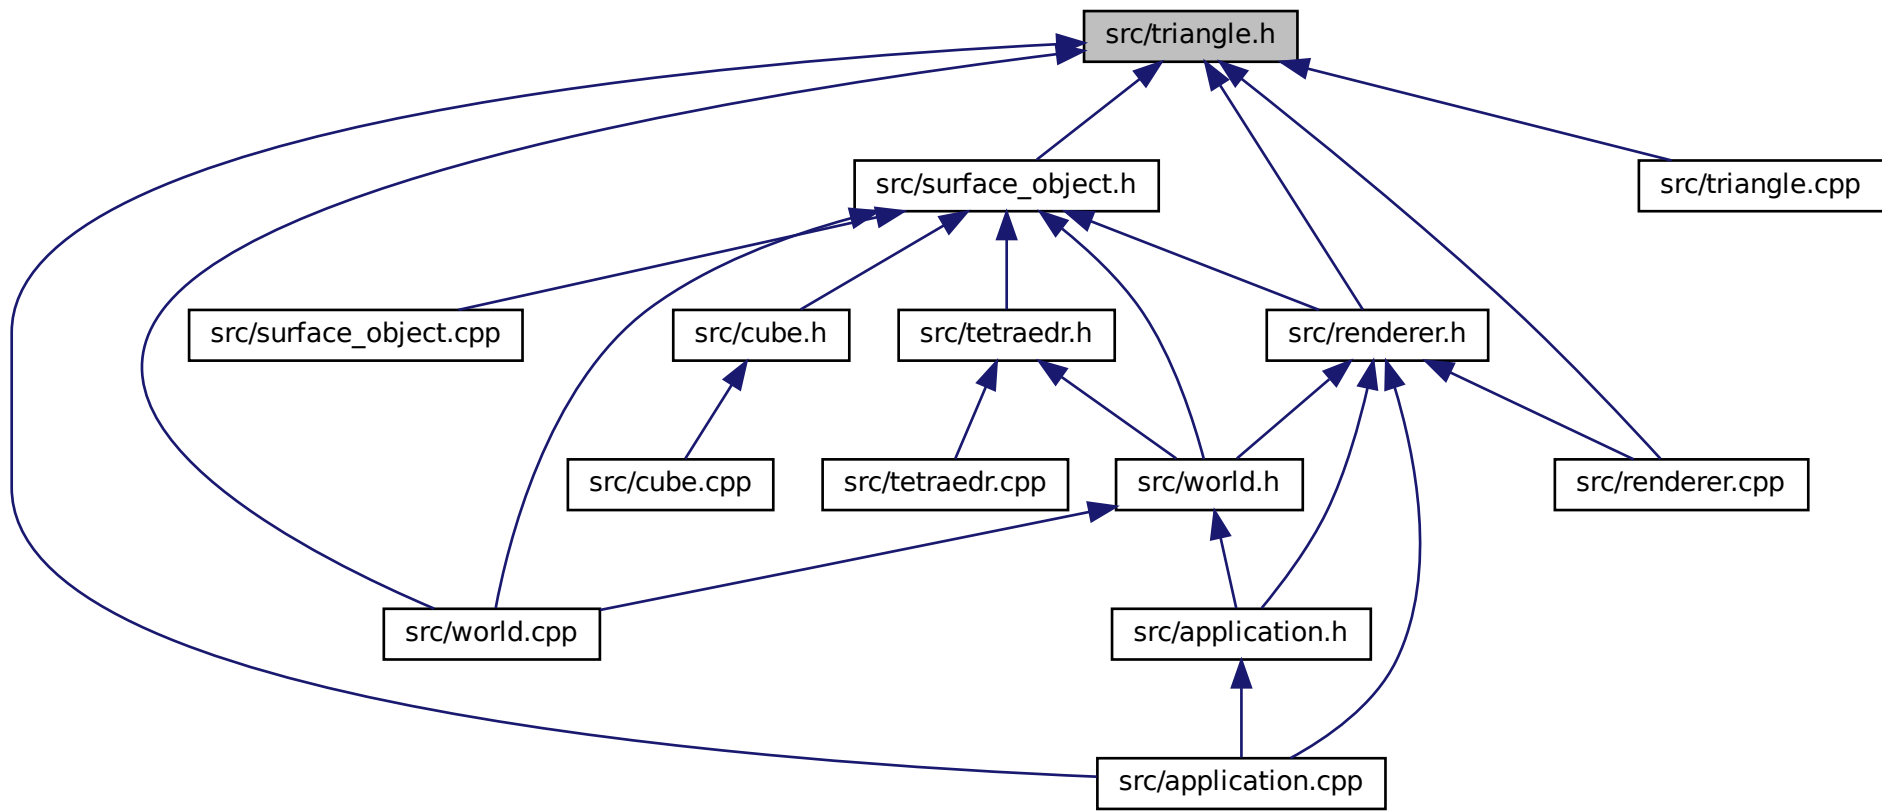 src/triangle.h
src/surface_object.h
src/triangle.cpp
src/surface_object.cpp
src/cube.h
src/tetraedr.h
src/renderer.h
src/cube.cpp
src/tetraedr.cpp
src/world.h
src/renderer.cpp
src/world.cpp
src/application.h
src/application.cpp